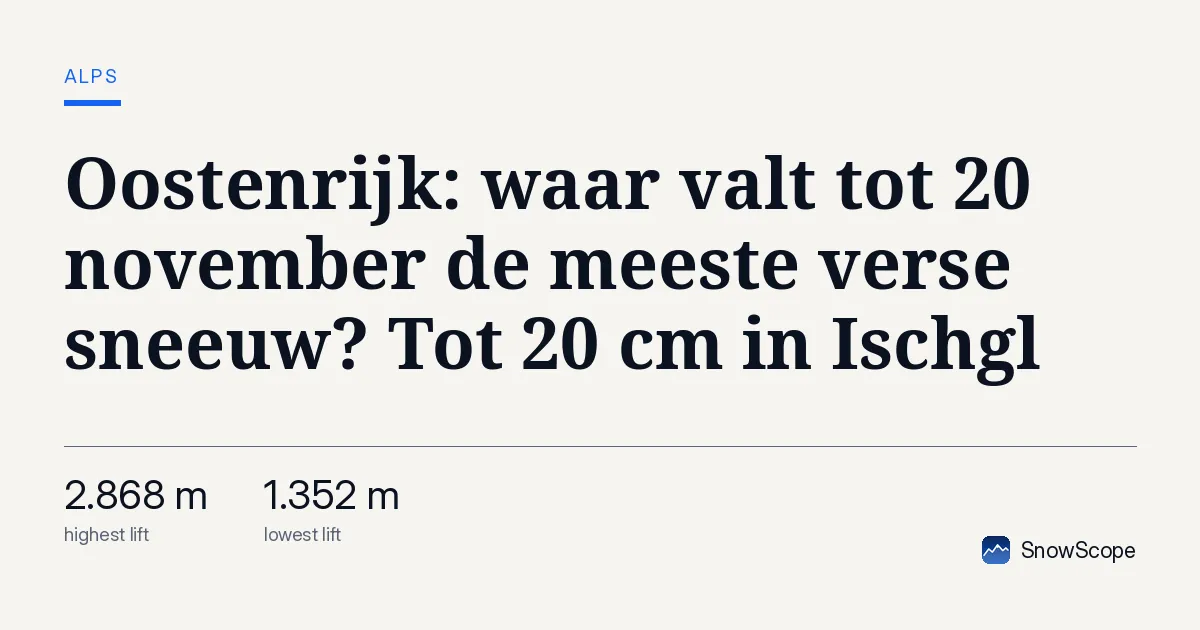 ALPS
Oostenrijk: waar valt tot 20
november de meeste verse
sneeuw? Tot 20 cm in Ischgl
2.868 m
highest lift
1.352 m
lowest lift
SnowScope